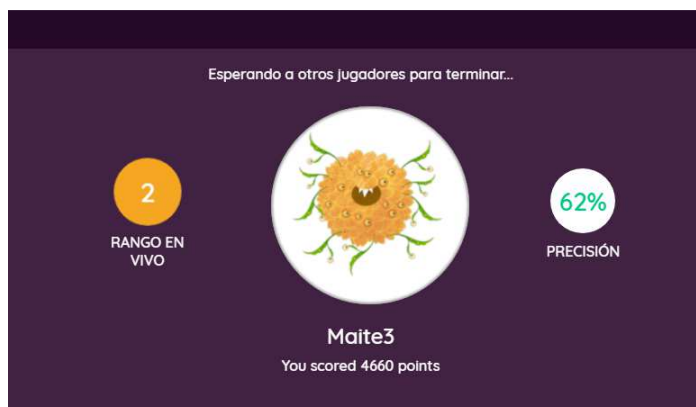 Esperando a otros jugadores para terminar...
2
RANGO EN
VIVO
62%
PRECISIÓN
Maite3
You scored 4660 points